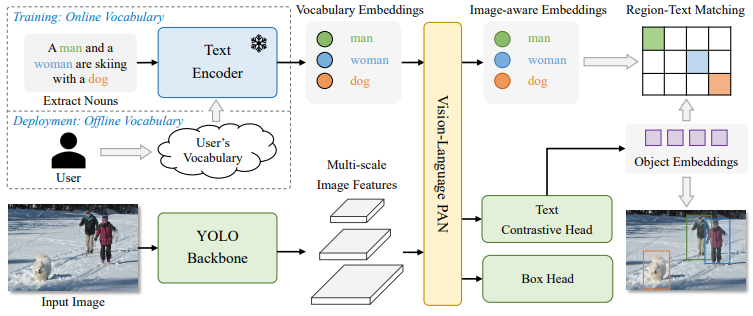 Training: Online Vocabulary
A man and a
woman are skiing
with a dog
Extract Nouns
Text
Encoder
Deployment: Offline Vocabulary
User
User's
Vocabulary
Vocabulary Embeddings
man
woman
dog
Image-aware Embeddings
man
woman
dog
Region-Text Matching
Vision-Language PAN
Object Embeddings
Input Image
YOLO
Backbone
Multi-scale
Image Features
Text
Contrastive Head
Box Head